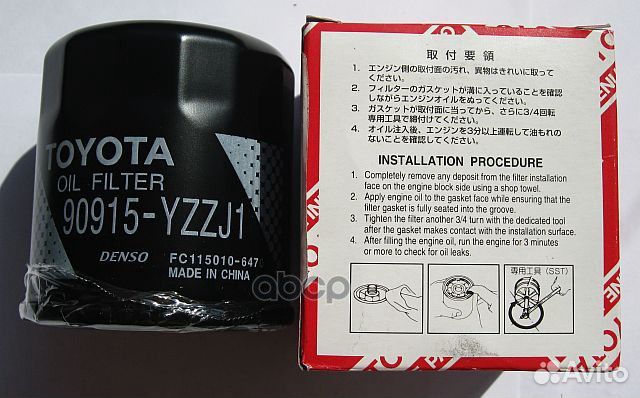 TOYOTA
OIL FILTER
90915-YZZJ1
DENSO
FC115010-647
MADE IN CHINA
取付要領
1. エンジン側の取付面の汚れ、異物はきれいに取って
ください。
2. フィルターのガスケットが溝に入っていることを確認
しながらエンジンオイルをぬってください。
3. ガスケットが取付面に当ってから、さらに3/4回転
専用工具で締付けてください。
4. オイル注入後、エンジンを3分以上運転して油もれの
ないことを確認してください。
INSTALLATION PROCEDURE
1. Completely remove any deposit from the filter installation
face on the engine block side using a shop towel.
2. Apply engine oil to the gasket face while ensuring that the
filter gasket is fully seated into the groove.
3. Tighten the filter another 3/4 turn with the dedicated tool
after the gasket makes contact with the installation surface.
4. After filling the engine oil, run the engine for 3 minutes
or more to check for oil leaks.
専用工具(SST)
abcp
Avito